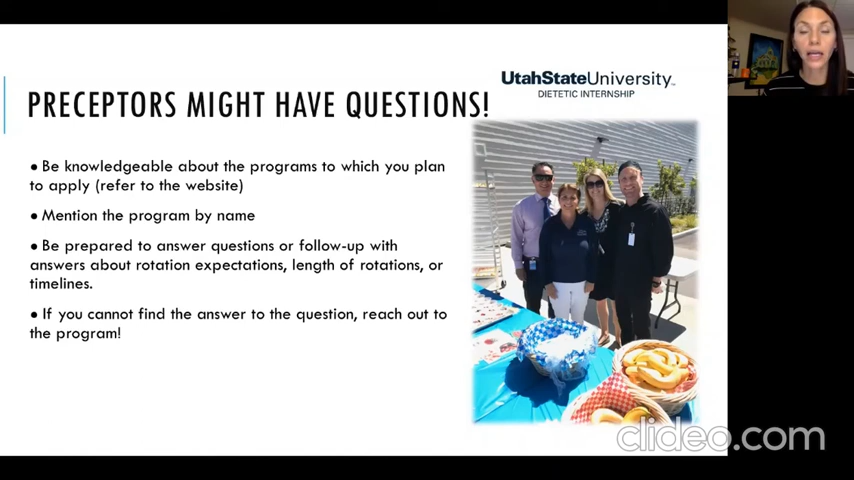 UtahStateUniversity™
DIETETIC INTERNSHIP
PRECEPTORS MIGHT HAVE QUESTIONS!
● Be knowledgeable about the programs to which you plan
to apply (refer to the website)
● Mention the program by name
● Be prepared to answer questions or follow-up with
answers about rotation expectations, length of rotations, or
timelines.
● If you cannot find the answer to the question, reach out to
the program!
clideo.com